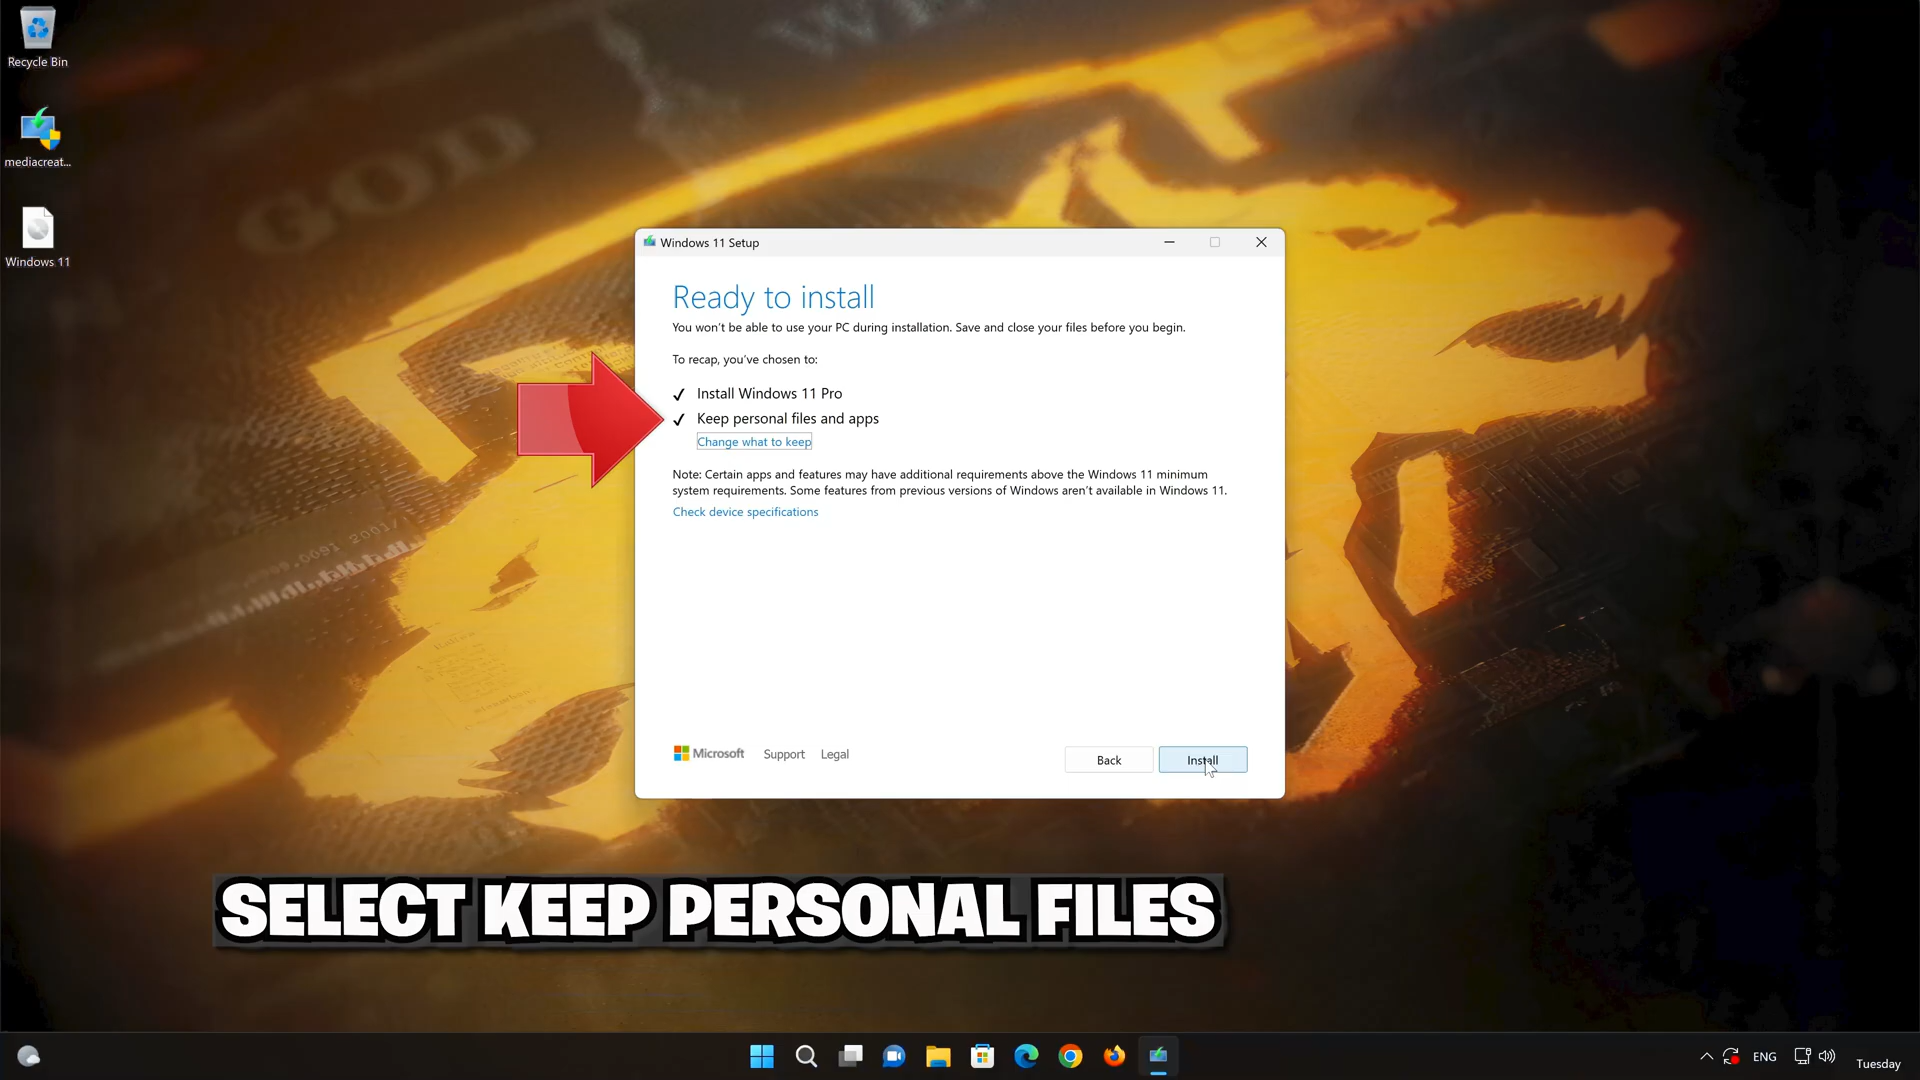 Recycle Bin
mediacreat...
Windows 11
GOD
Windows 11 Setup
Ready to install
You won't be able to use your PC during installation. Save and close your files before you begin.
To recap, you've chosen to:
Install Windows 11 Pro
Keep personal files and apps
Change what to keep
Note: Certain apps and features may have additional requirements above the Windows 11 minimum
system requirements. Some features from previous versions of Windows aren't available in Windows 11.
Check device specifications
Microsoft Support Legal
Back Install
SELECT KEEP PERSONAL FILES
ENG
Tuesday